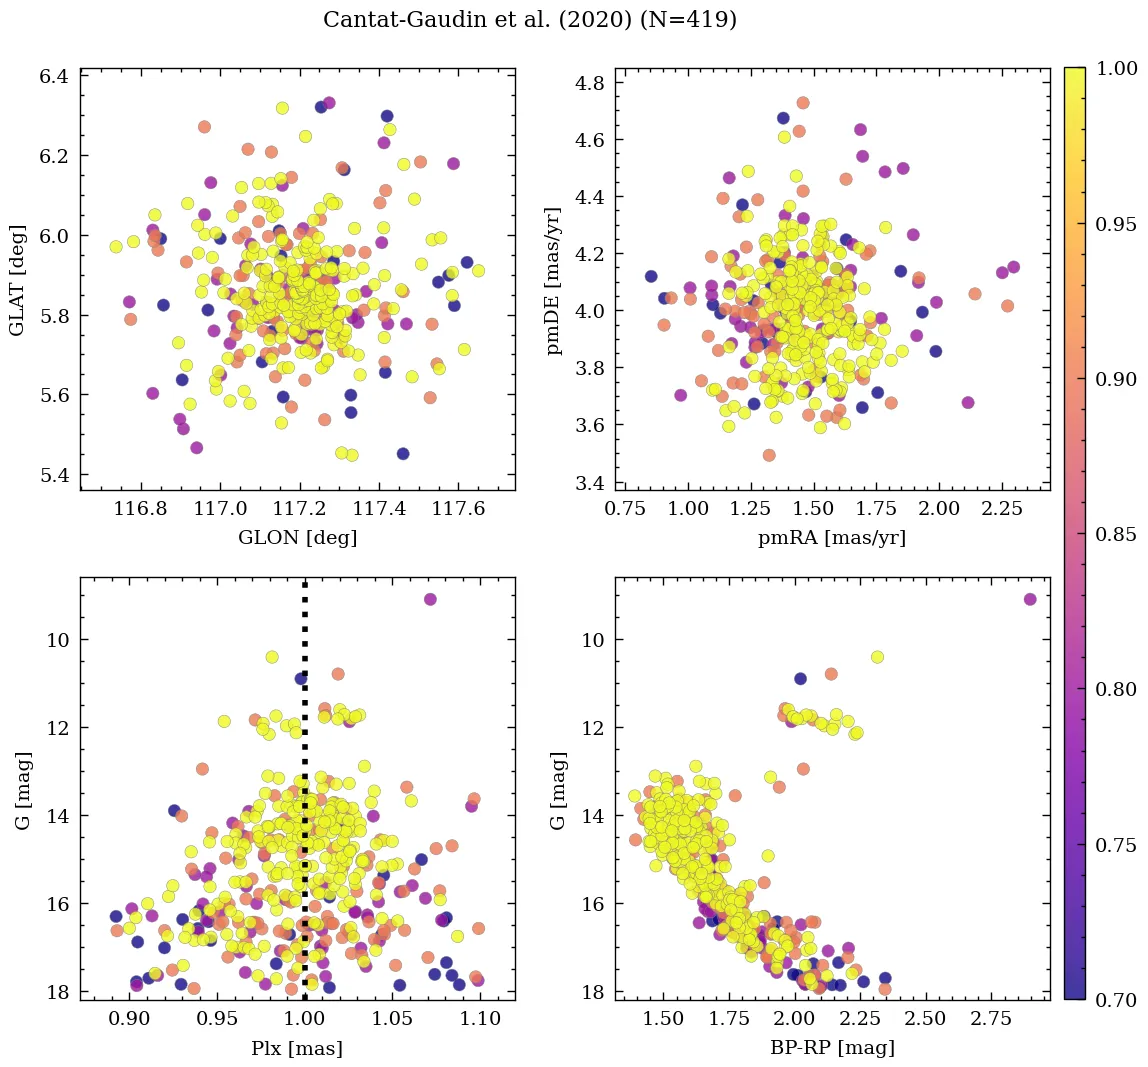 Cantat-Gaudin et al. (2020) (N=419)
6.4
6.2
6.0
5.8
5.6
5.4
GLAT [deg]
116.8 117.0 117.2 117.4 117.6
GLON [deg]
4.8
4.6
4.4
4.2
4.0
3.8
3.6
3.4
pmDE [mas/yr]
0.75 1.00 1.25 1.50 1.75 2.00 2.25
pmRA [mas/yr]
10
12
14
16
18
G [mag]
0.90 0.95 1.00 1.05 1.10
Plx [mas]
10
12
14
16
18
G [mag]
1.50 1.75 2.00 2.25 2.50 2.75
BP-RP [mag]
1.00
0.95
0.90
0.85
0.80
0.75
0.70